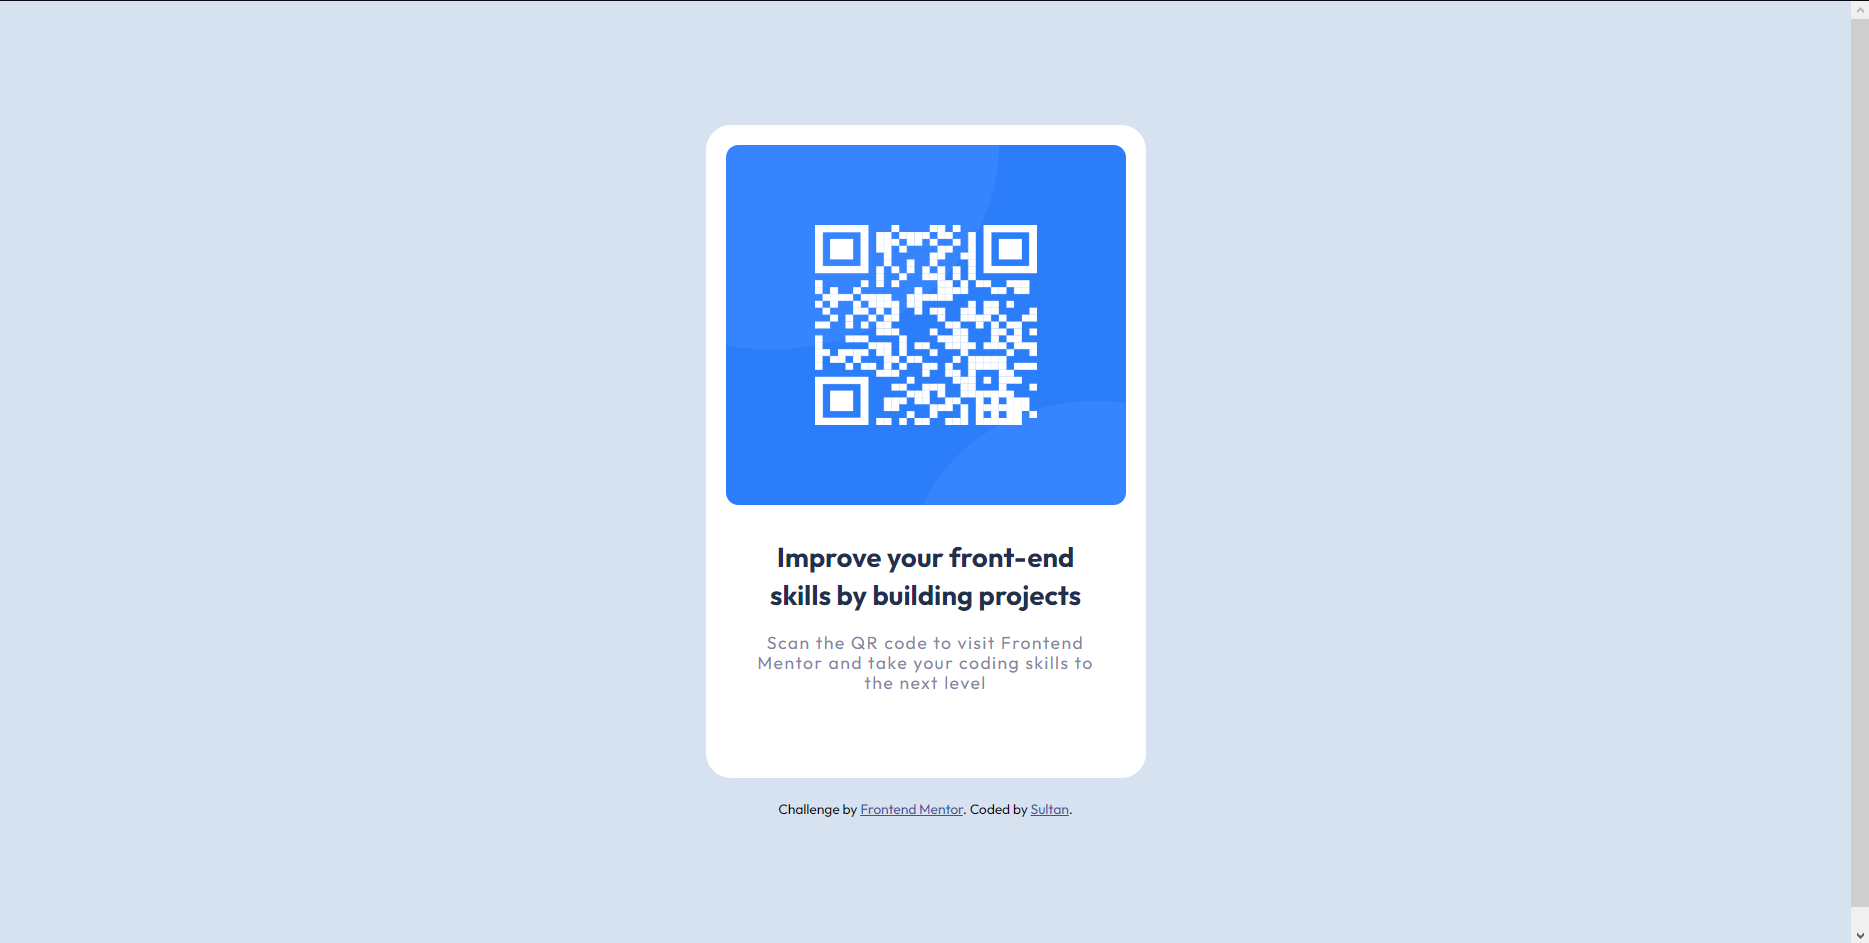 Improve your front-end
skills by building projects
Scan the QR code to visit Frontend
Mentor and take your coding skills to
the next level
Challenge by Frontend Mentor. Coded by Sultan.